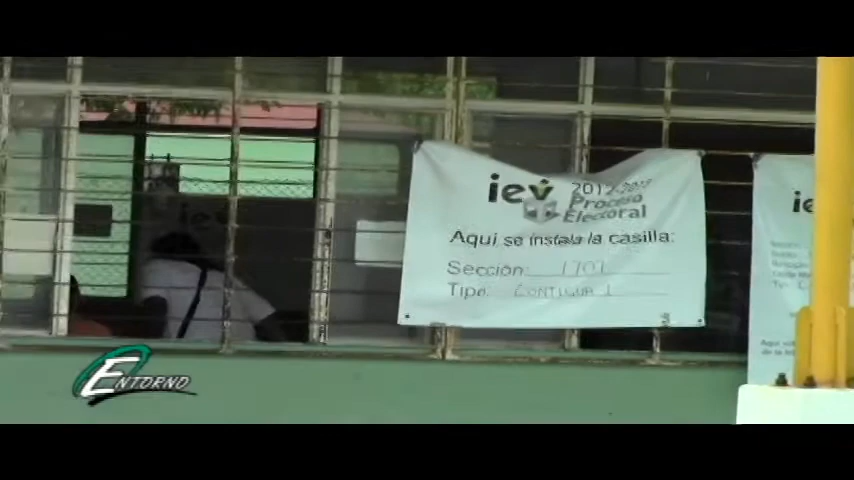 iev
2012-2013
Proceso
Electoral
Aquí se instala la casilla:
Sección: 1701
Tipo: CONTIGUA 1
ENTORNO